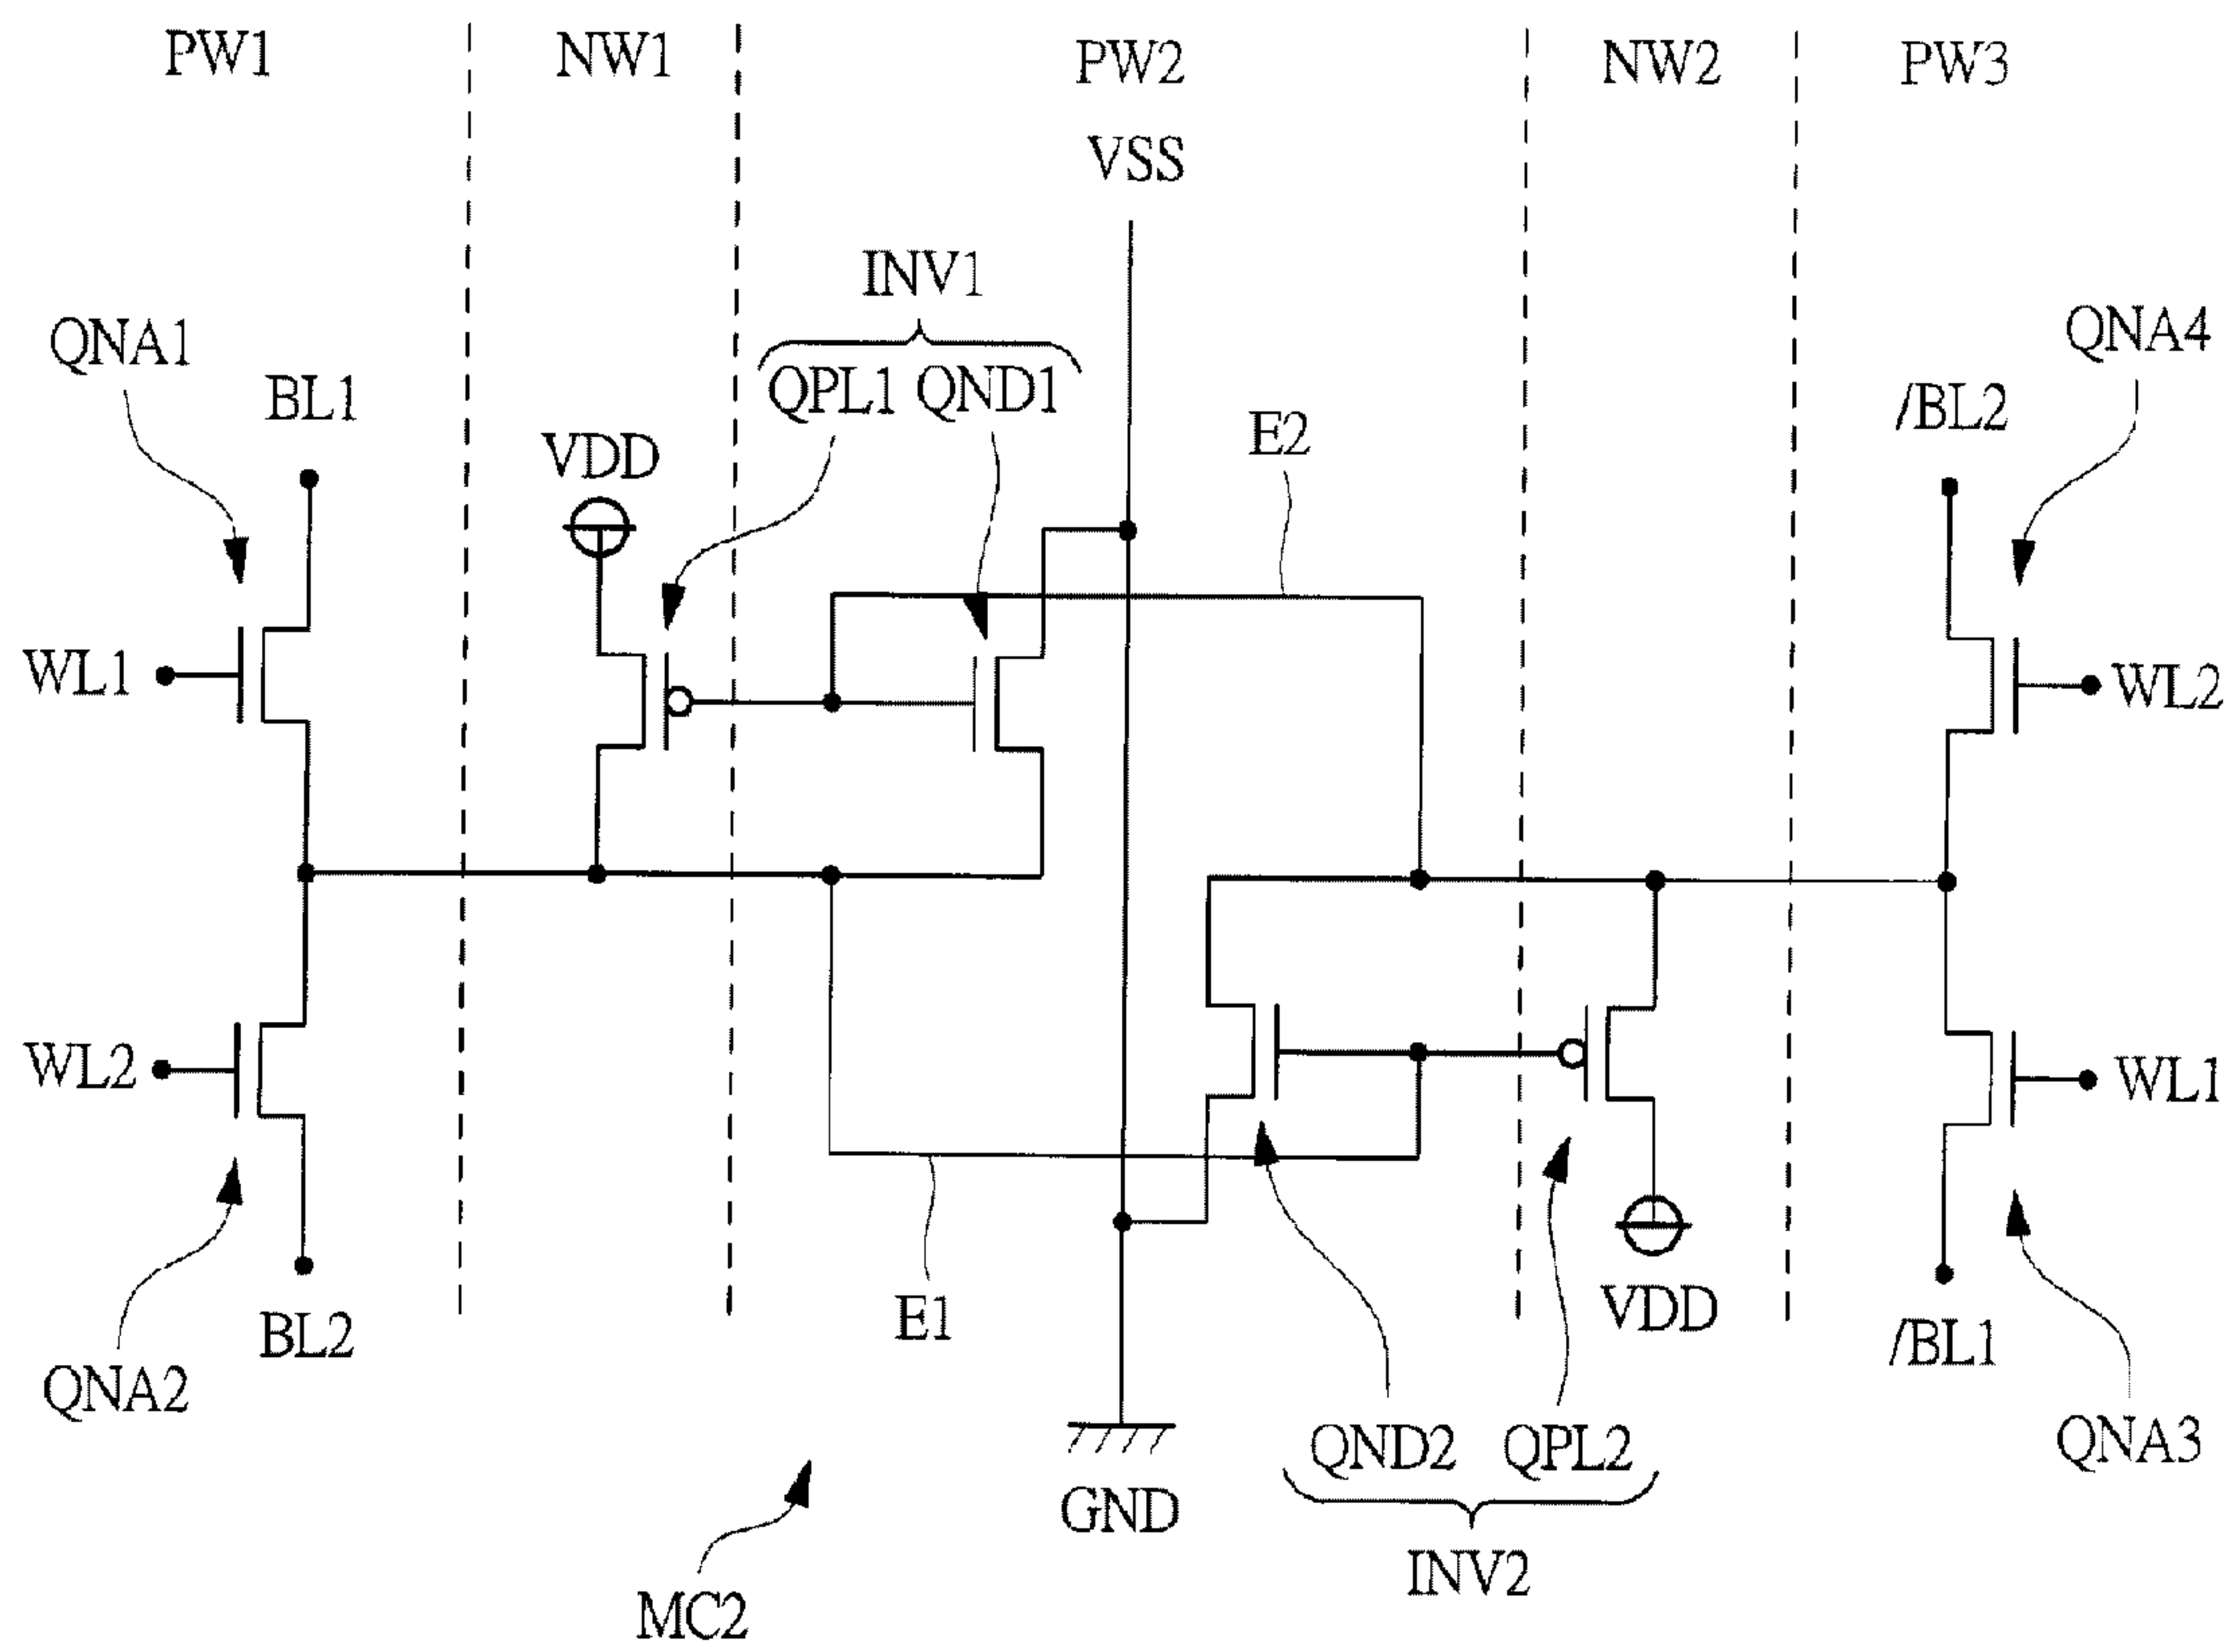 PW1
NW1
PW2
NW2
PW3
VSS
INV1
QNA1
QPL1 QND1
QNA4
BL1
/BL2
VDD
E2
WL1
WL2
WL2
WL1
E1
VDD
BL2
/BL1
QNA2
QND2 QPL2
QNA3
GND
INV2
MC2